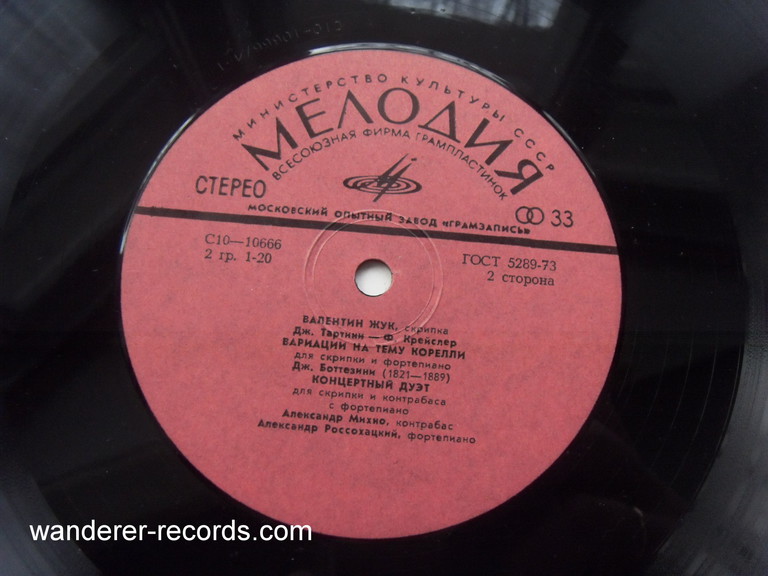 МИНИСТЕРСТВО КУЛЬТУРЫ СССР
МЕЛОДИЯ
ВСЕСОЮЗНАЯ ФИРМА ГРАМПЛАСТИНОК
СТЕРЕО
33
МОСКОВСКИЙ ОПЫТНЫЙ ЗАВОД «ГРАМЗАПИСЬ»
С10—10666
2 гр. 1-20
ГОСТ 5289-73
2 сторона
ВАЛЕНТИН ЖУК, скрипка
Дж. Тартини — Ф. Крейслер
ВАРИАЦИИ НА ТЕМУ КОРЕЛЛИ
для скрипки и фортепиано
Дж. Боттезини (1821—1889)
КОНЦЕРТНЫЙ ДУЭТ
для скрипки и контрабаса
с фортепиано
Александр Михно, контрабас
Александр Россохацкий, фортепиано
wanderer-records.com